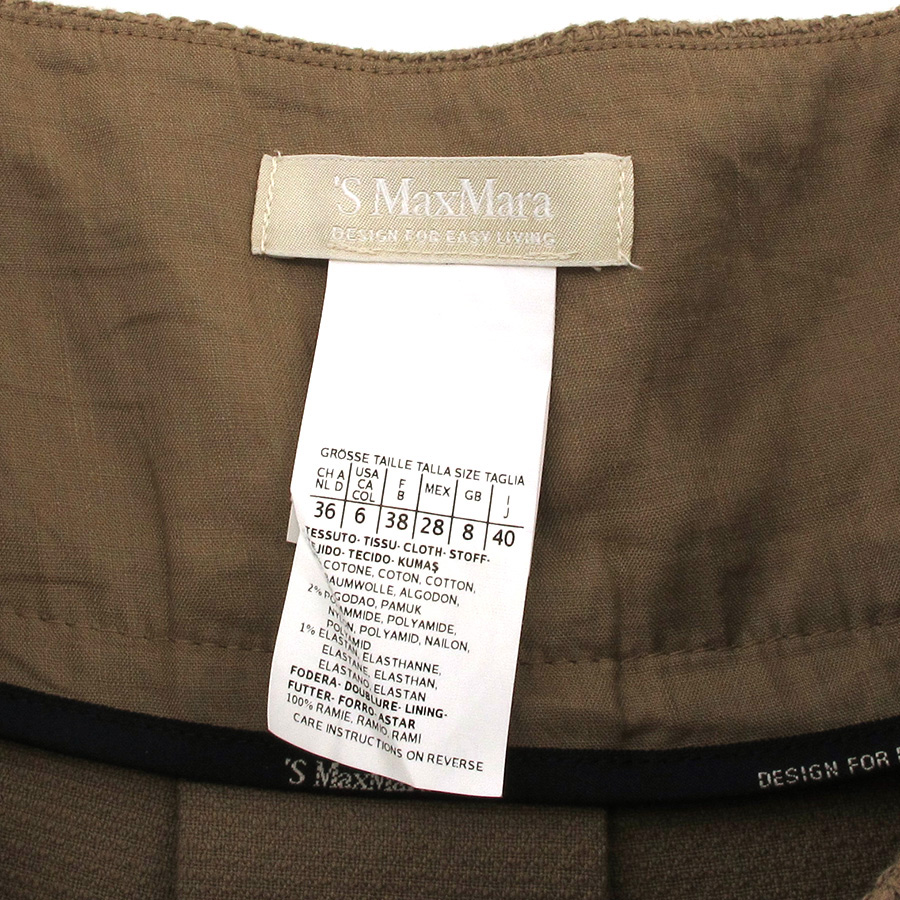 'S MaxMara
DESIGN FOR EASY LIVING
GRÖSSE TAILLE TALLA SIZE TAGLIA
CH A NL D USA CA COL F B MEX GB I J
36 6 38 28 8 40
TESSUTO- TISSU- CLOTH- STOFF-
TECIDO- KUMAŞ
COTONE, COTON, COTTON,
BAUMWOLLE, ALGODON,
2% PAMUK
POLYAMIDE,
POLYAMID, NAILON,
1% ELASTAN, ELASTHANNE,
ELASTANE, ELASTHAN,
ELASTANO, ELASTAN
FODERA- DOUBLURE- LINING-
FUTTER- FORRO- ASTAR
100% RAMIE, RAMIO, RAMI
CARE INSTRUCTIONS ON REVERSE
'S MaxMara DESIGN FOR